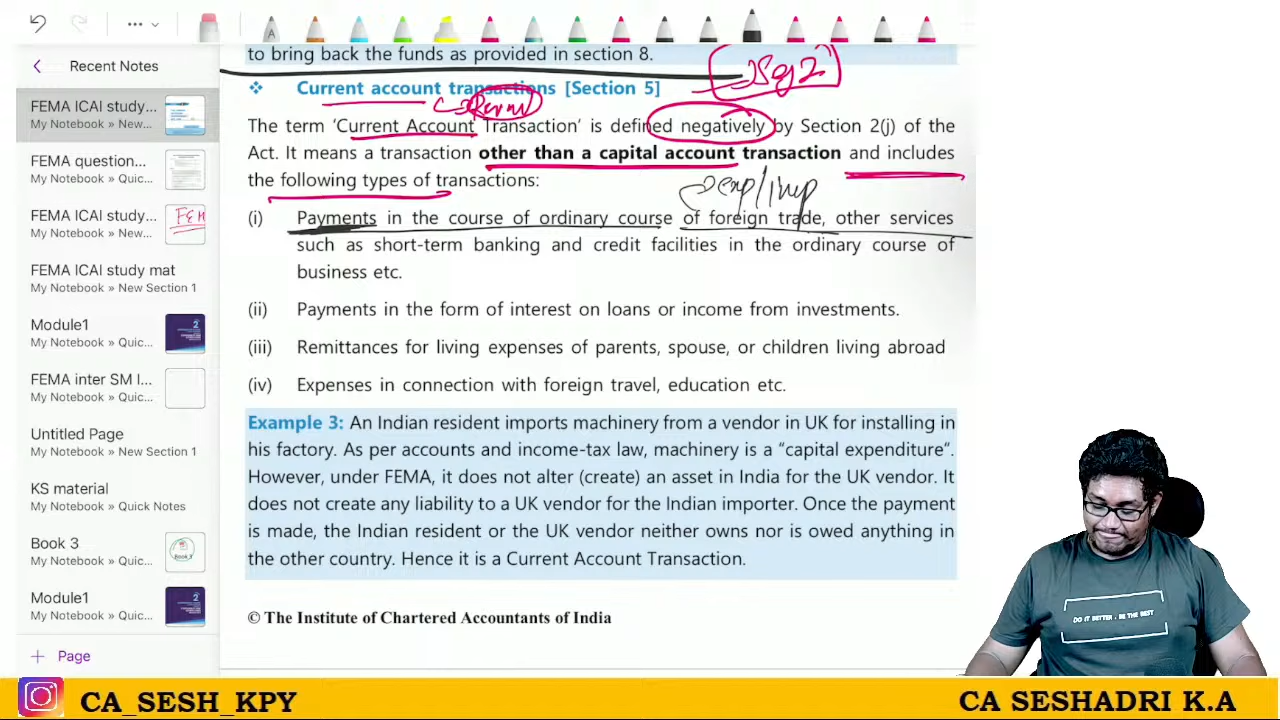 A
•••
Recent Notes
FEMA ICAI study...
My Notebook » New...
FEMA question...
My Notebook » Quic...
FEMA ICAI study...
My Notebook » New...
FEM
FEMA ICAI study mat
My Notebook » New Section 1
Module1
My Notebook » Quic...
2
FEMA inter SM I...
My Notebook » Quic...
Untitled Page
My Notebook » New Section 1
KS material
My Notebook » Quick Notes
Book 3
My Notebook » Quic...
Book 3
Module1
My Notebook » Quic...
2
+ Page
to bring back the funds as provided in section 8.
❖ Current account transactions [Section 5]
The term ‘Current Account Transaction’ is defined negatively by Section 2(j) of the
Act. It means a transaction other than a capital account transaction and includes
the following types of transactions:
exp/imp
(i) Payments in the course of ordinary course of foreign trade, other services
such as short-term banking and credit facilities in the ordinary course of
business etc.
(ii) Payments in the form of interest on loans or income from investments.
(iii) Remittances for living expenses of parents, spouse, or children living abroad
(iv) Expenses in connection with foreign travel, education etc.
Example 3: An Indian resident imports machinery from a vendor in UK for installing in
his factory. As per accounts and income-tax law, machinery is a “capital expenditure”.
However, under FEMA, it does not alter (create) an asset in India for the UK vendor. It
does not create any liability to a UK vendor for the Indian importer. Once the payment
is made, the Indian resident or the UK vendor neither owns nor is owed anything in
the other country. Hence it is a Current Account Transaction.
© The Institute of Chartered Accountants of India
DO IT BETTER . BE THE BEST
CA_SESH_KPY
CA SESHADRI K.A